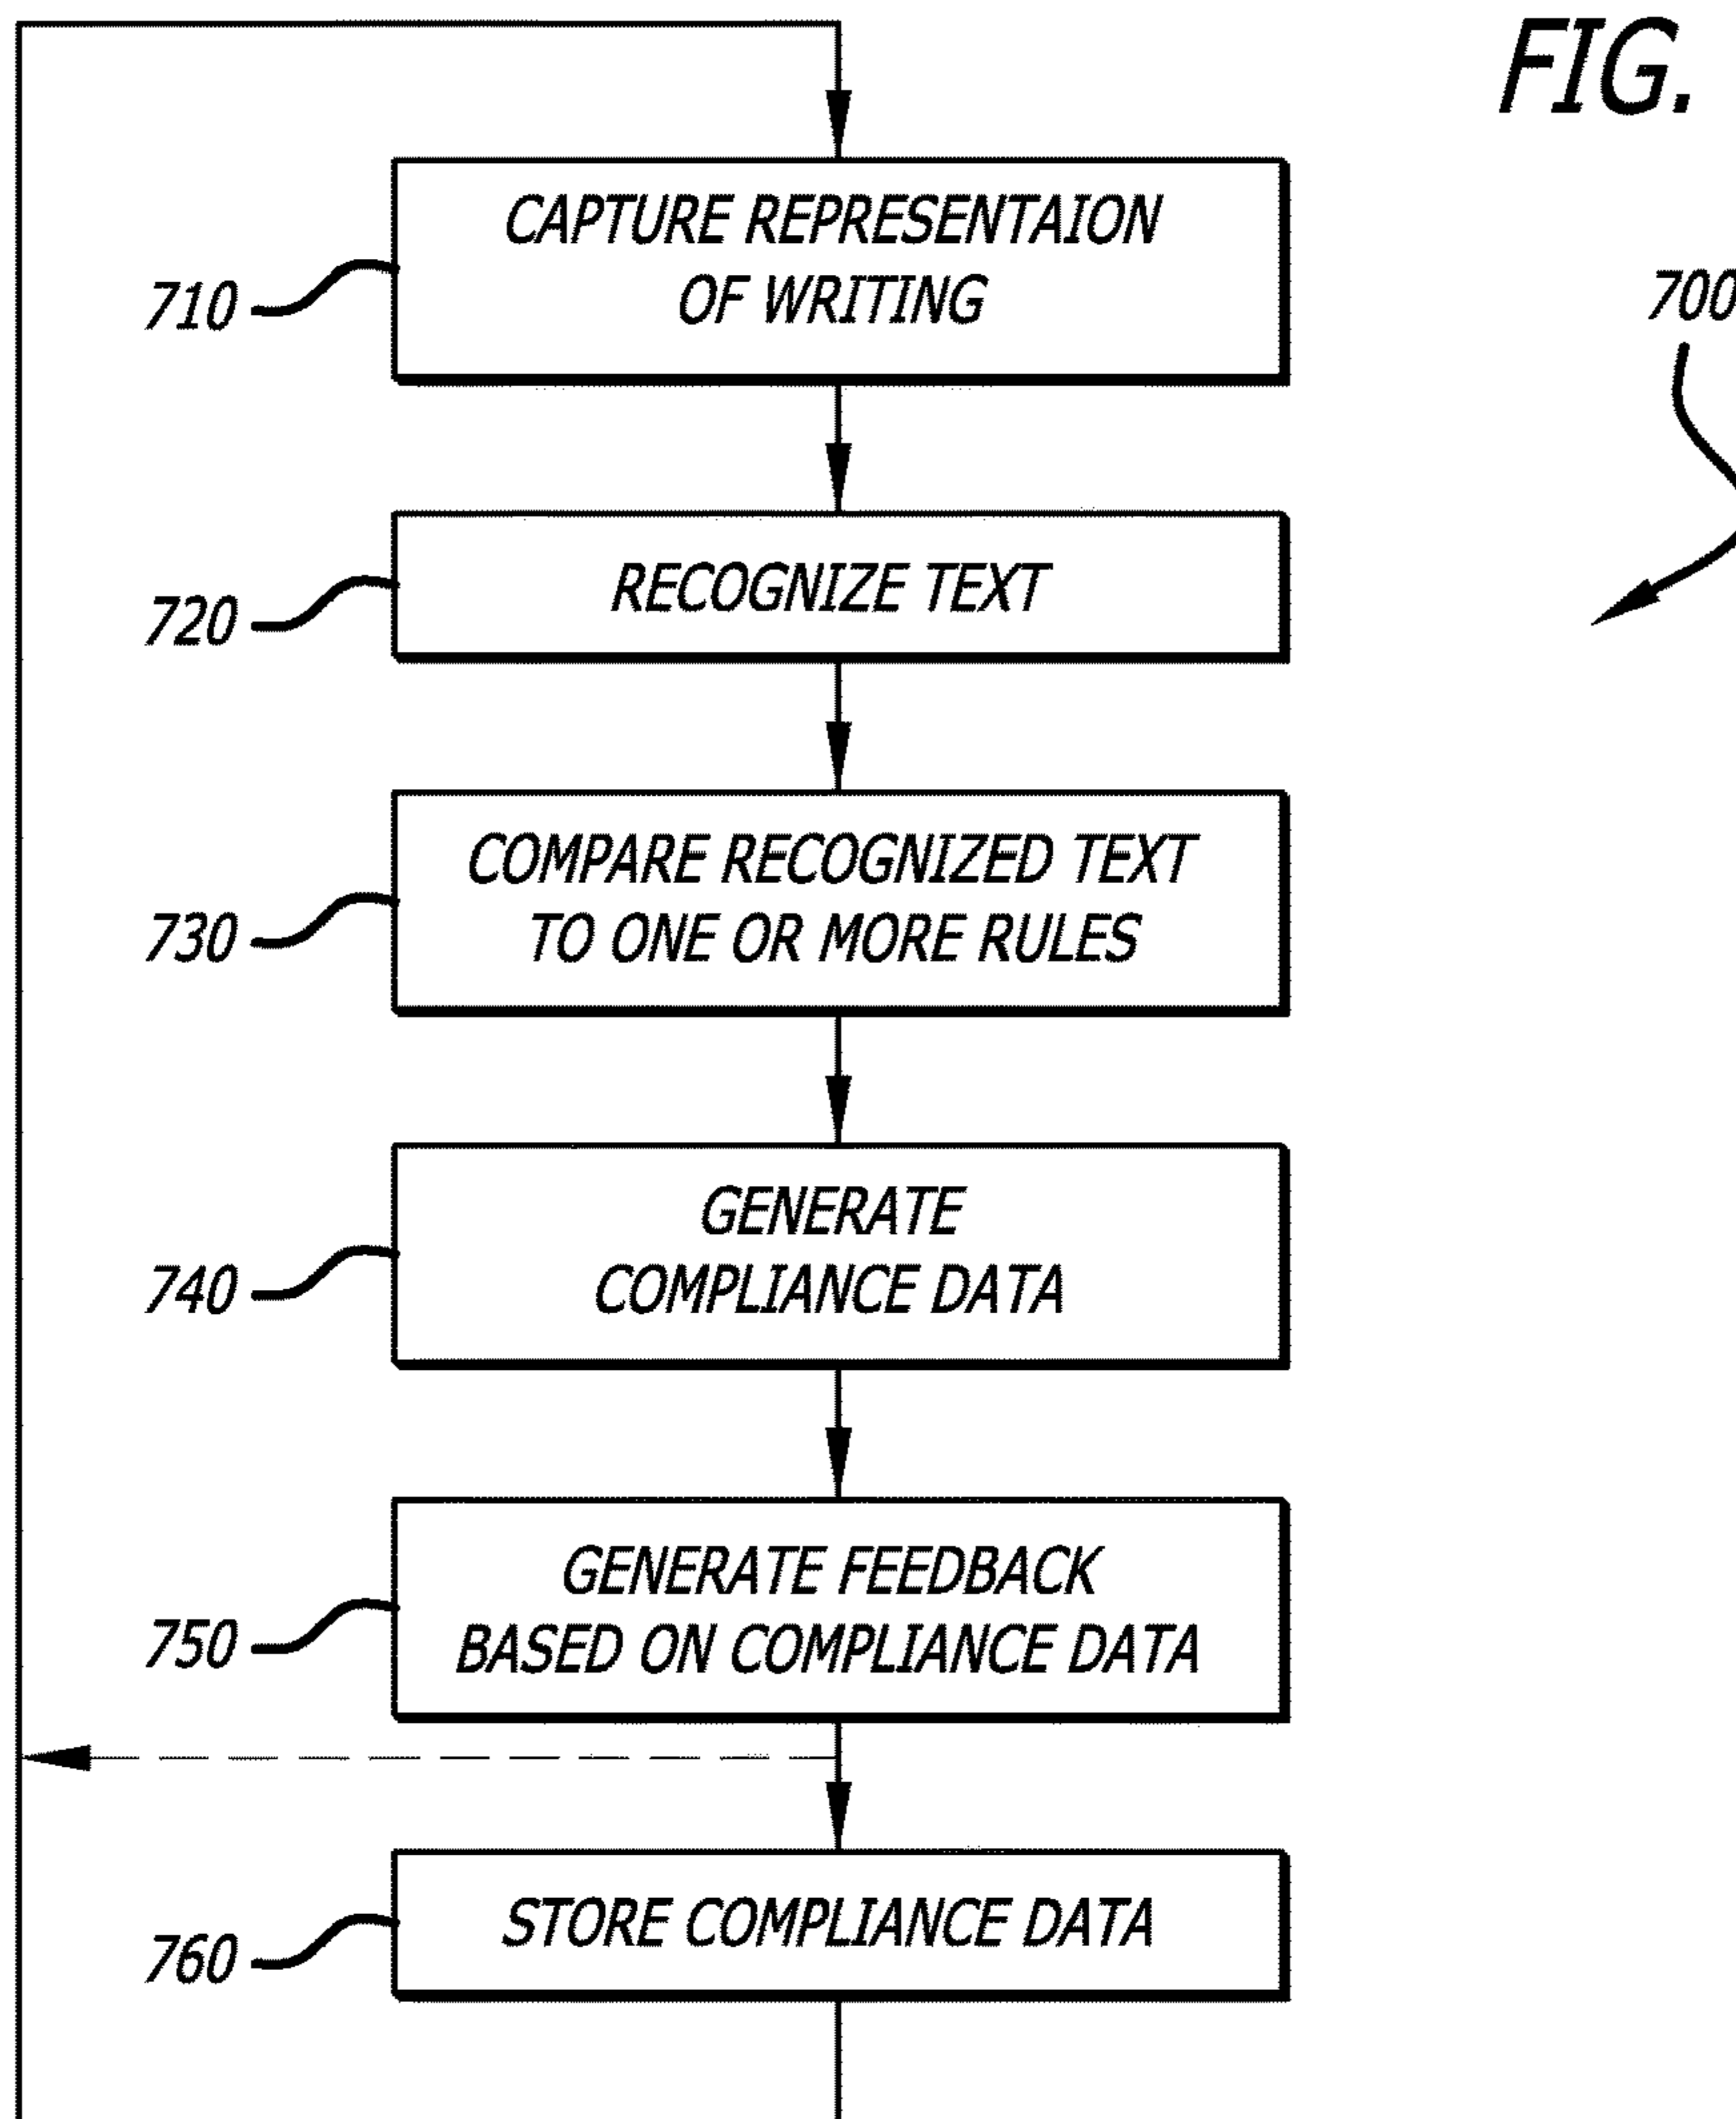 FIG.
CAPTURE REPRESENTAION
OF WRITING
710
700
RECOGNIZE TEXT
720
COMPARE RECOGNIZED TEXT
TO ONE OR MORE RULES
730
GENERATE
COMPLIANCE DATA
740
GENERATE FEEDBACK
BASED ON COMPLIANCE DATA
750
STORE COMPLIANCE DATA
760